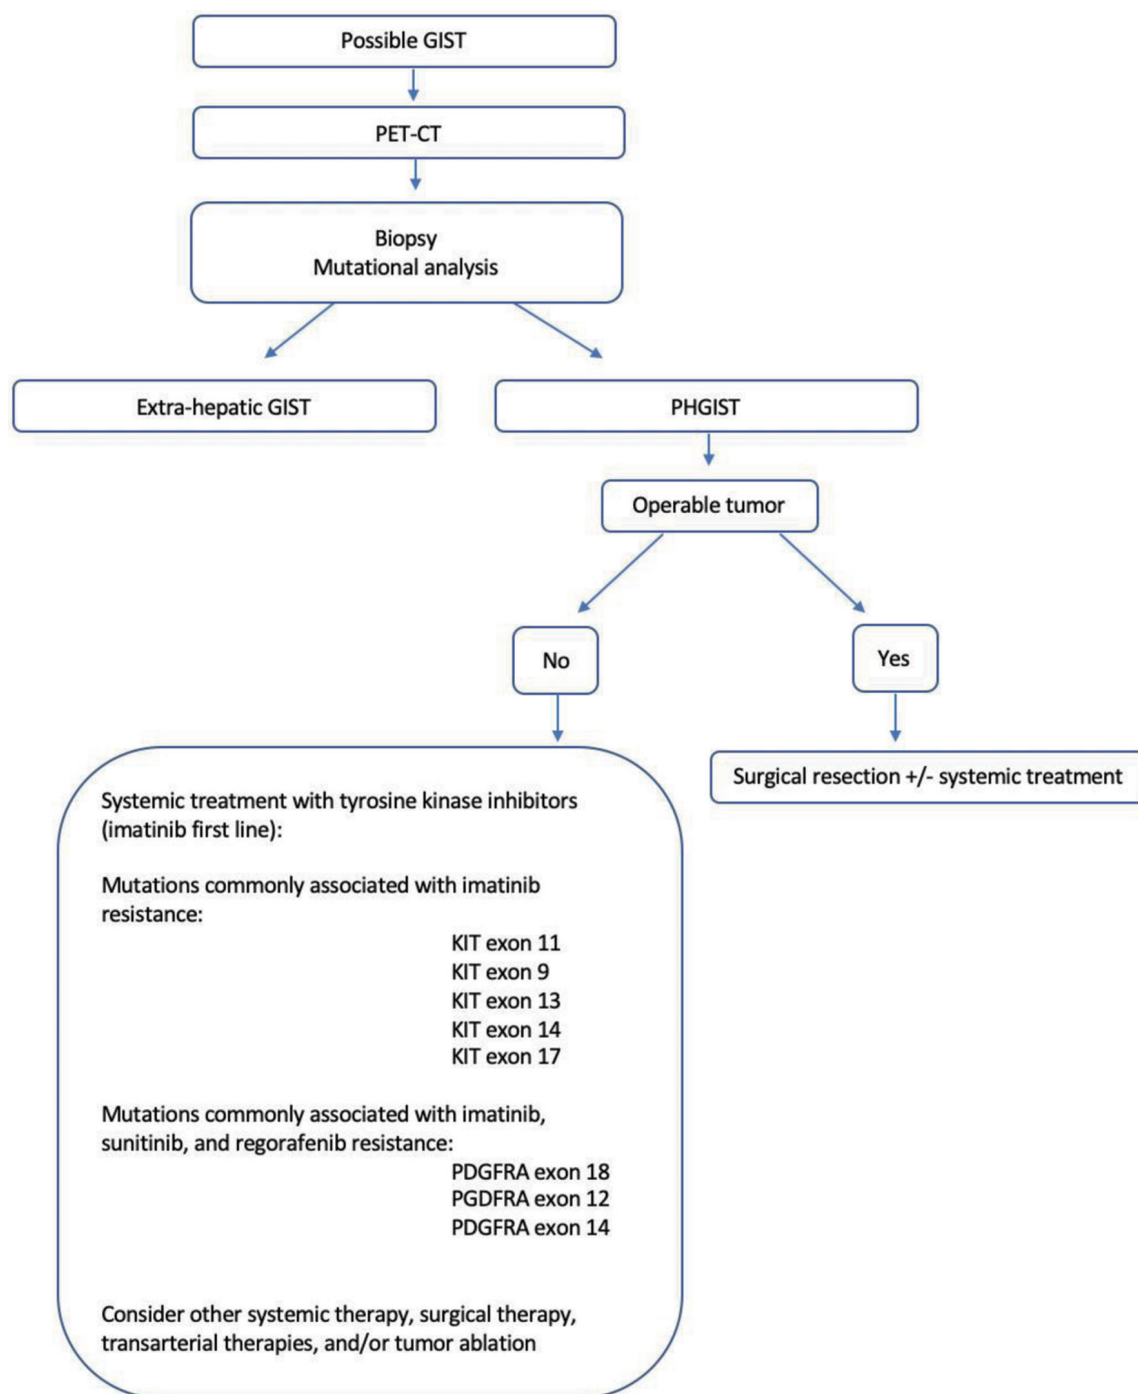 Possible GIST
PET-CT
Biopsy
Mutational analysis
Extra-hepatic GIST
PHGIST
Operable tumor
No
Yes
Surgical resection +/- systemic treatment
Systemic treatment with tyrosine kinase inhibitors
(imatinib first line):
Mutations commonly associated with imatinib
resistance:
KIT exon 11
KIT exon 9
KIT exon 13
KIT exon 14
KIT exon 17
Mutations commonly associated with imatinib,
sunitinib, and regorafenib resistance:
PDGFRA exon 18
PGDFRA exon 12
PDGFRA exon 14
Consider other systemic therapy, surgical therapy,
transarterial therapies, and/or tumor ablation